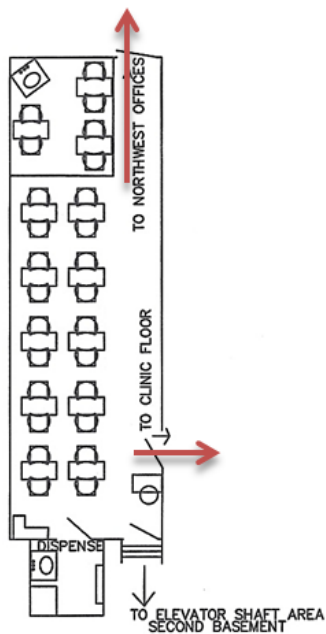 TO NORTHWEST OFFICES
TO CLINIC FLOOR
DISPENSE
TO ELEVATOR SHAFT AREA
SECOND BASEMENT